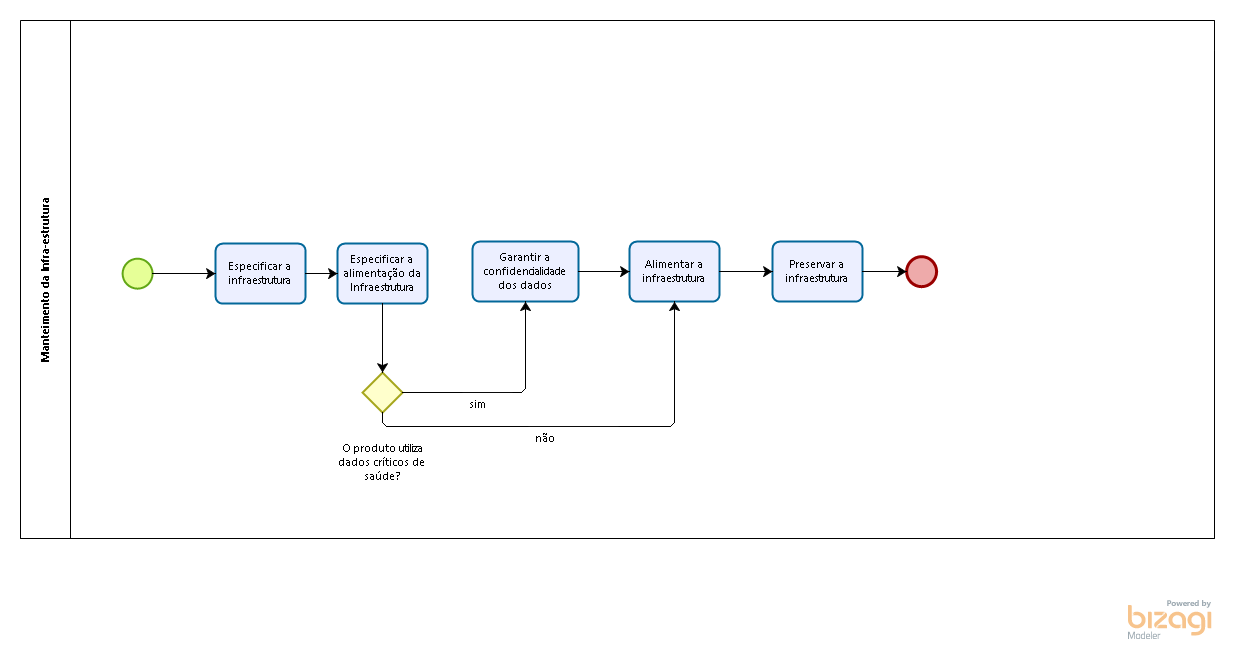 Manteimento da Infra-estrutura
Especificar a
infraestrutura
Especificar a
alimentação da
Infraestrutura
Garantir a
confidencialidade
dos dados
Alimentar a
infraestrutura
Preservar a
infraestrutura
sim
não
O produto utiliza
dados críticos de
saúde?
Powered by
bizagi
Modeler